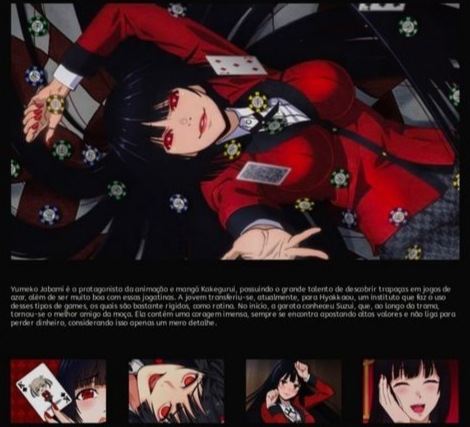 Yumeko Jabami é a protagonista da animação e mangá Kakegurui, possuindo o grande talento de descobrir trapaças em jogos de
azar, além de ser muito boa com essas jogatinas. A jovem transferiu-se, atualmente, para Hyakkaou, um instituto que faz o uso
desses tipos de games, os quais são bastante rígidos, como rotina. No início, a garota conheceu Suzui, que, ao longo da trama,
tornou-se o melhor amigo da moça. Ela contém uma coragem imensa, sempre se encontra apostando altos valores e não liga para
perder dinheiro, considerando isso apenas um mero detalhe.